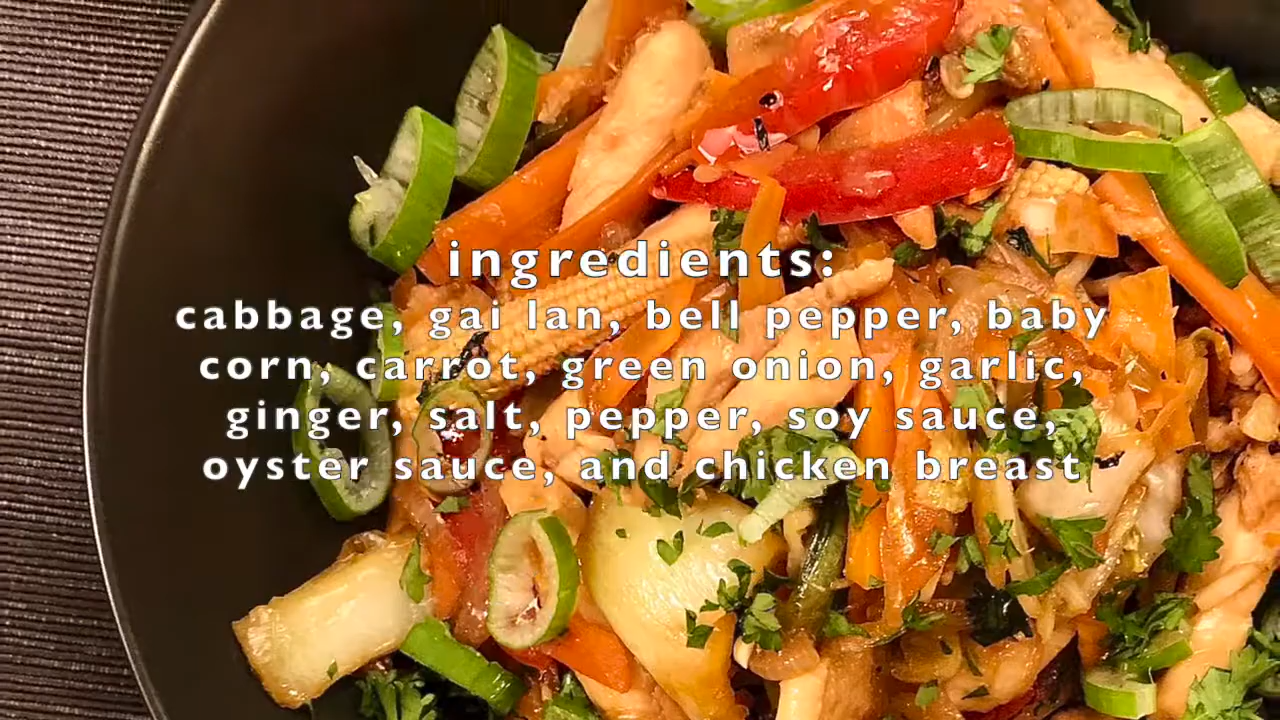 ingredients:
cabbage, gai lan, bell pepper, baby
corn, carrot, green onion, garlic,
ginger, salt, pepper, soy sauce,
oyster sauce, and chicken breast